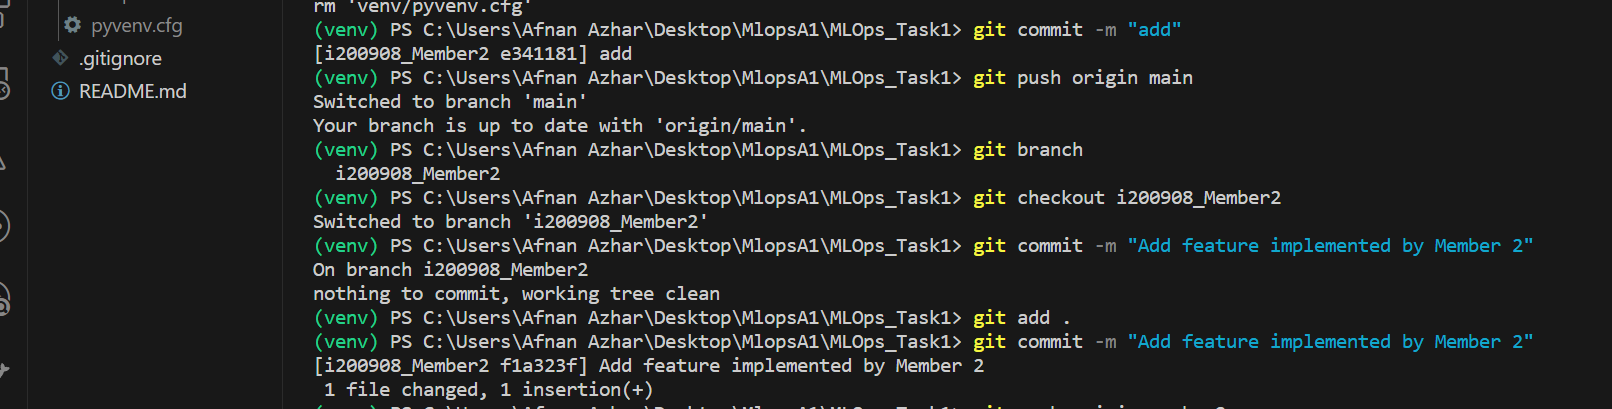 pyvenv.cfg
.gitignore
README.md
rm 'venv/pyvenv.cfg'
(venv) PS C:\Users\Afnan Azhar\Desktop\MlopsA1\MLOps_Task1> git commit -m "add"
[i200908_Member2 e341181] add
(venv) PS C:\Users\Afnan Azhar\Desktop\MlopsA1\MLOps_Task1> git push origin main
Switched to branch 'main'
Your branch is up to date with 'origin/main'.
(venv) PS C:\Users\Afnan Azhar\Desktop\MlopsA1\MLOps_Task1> git branch
i200908_Member2
(venv) PS C:\Users\Afnan Azhar\Desktop\MlopsA1\MLOps_Task1> git checkout i200908_Member2
Switched to branch 'i200908_Member2'
(venv) PS C:\Users\Afnan Azhar\Desktop\MlopsA1\MLOps_Task1> git commit -m "Add feature implemented by Member 2"
On branch i200908_Member2
nothing to commit, working tree clean
(venv) PS C:\Users\Afnan Azhar\Desktop\MlopsA1\MLOps_Task1> git add .
(venv) PS C:\Users\Afnan Azhar\Desktop\MlopsA1\MLOps_Task1> git commit -m "Add feature implemented by Member 2"
[i200908_Member2 f1a323f] Add feature implemented by Member 2
1 file changed, 1 insertion(+)